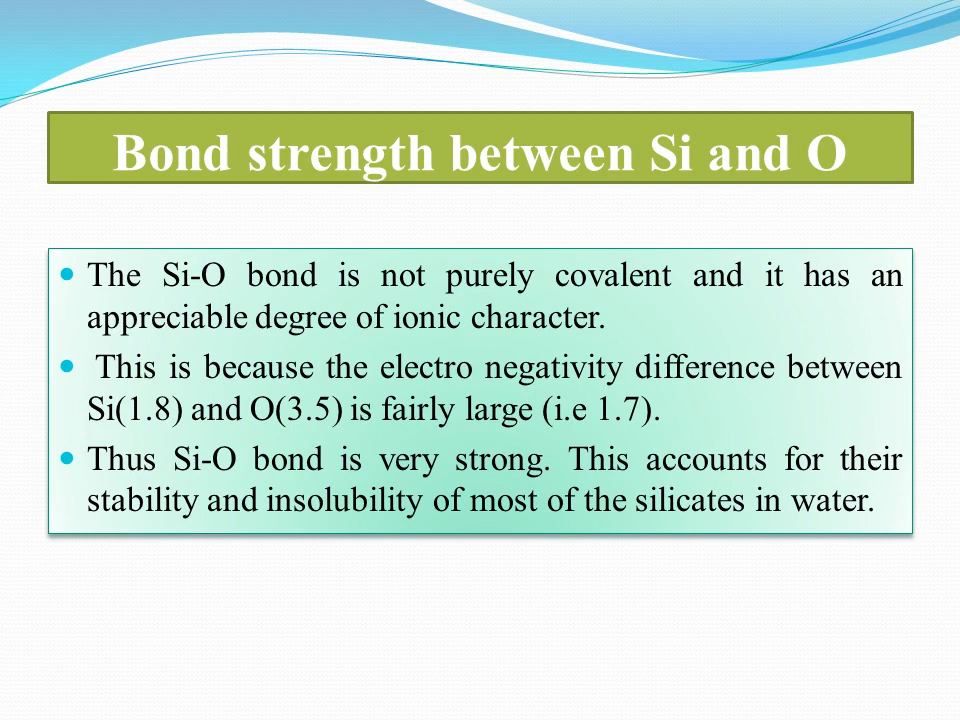 Bond strength between Si and O
The Si-O bond is not purely covalent and it has an
appreciable degree of ionic character.
This is because the electro negativity difference between
Si(1.8) and O(3.5) is fairly large (i.e 1.7).
Thus Si-O bond is very strong. This accounts for their
stability and insolubility of most of the silicates in water.